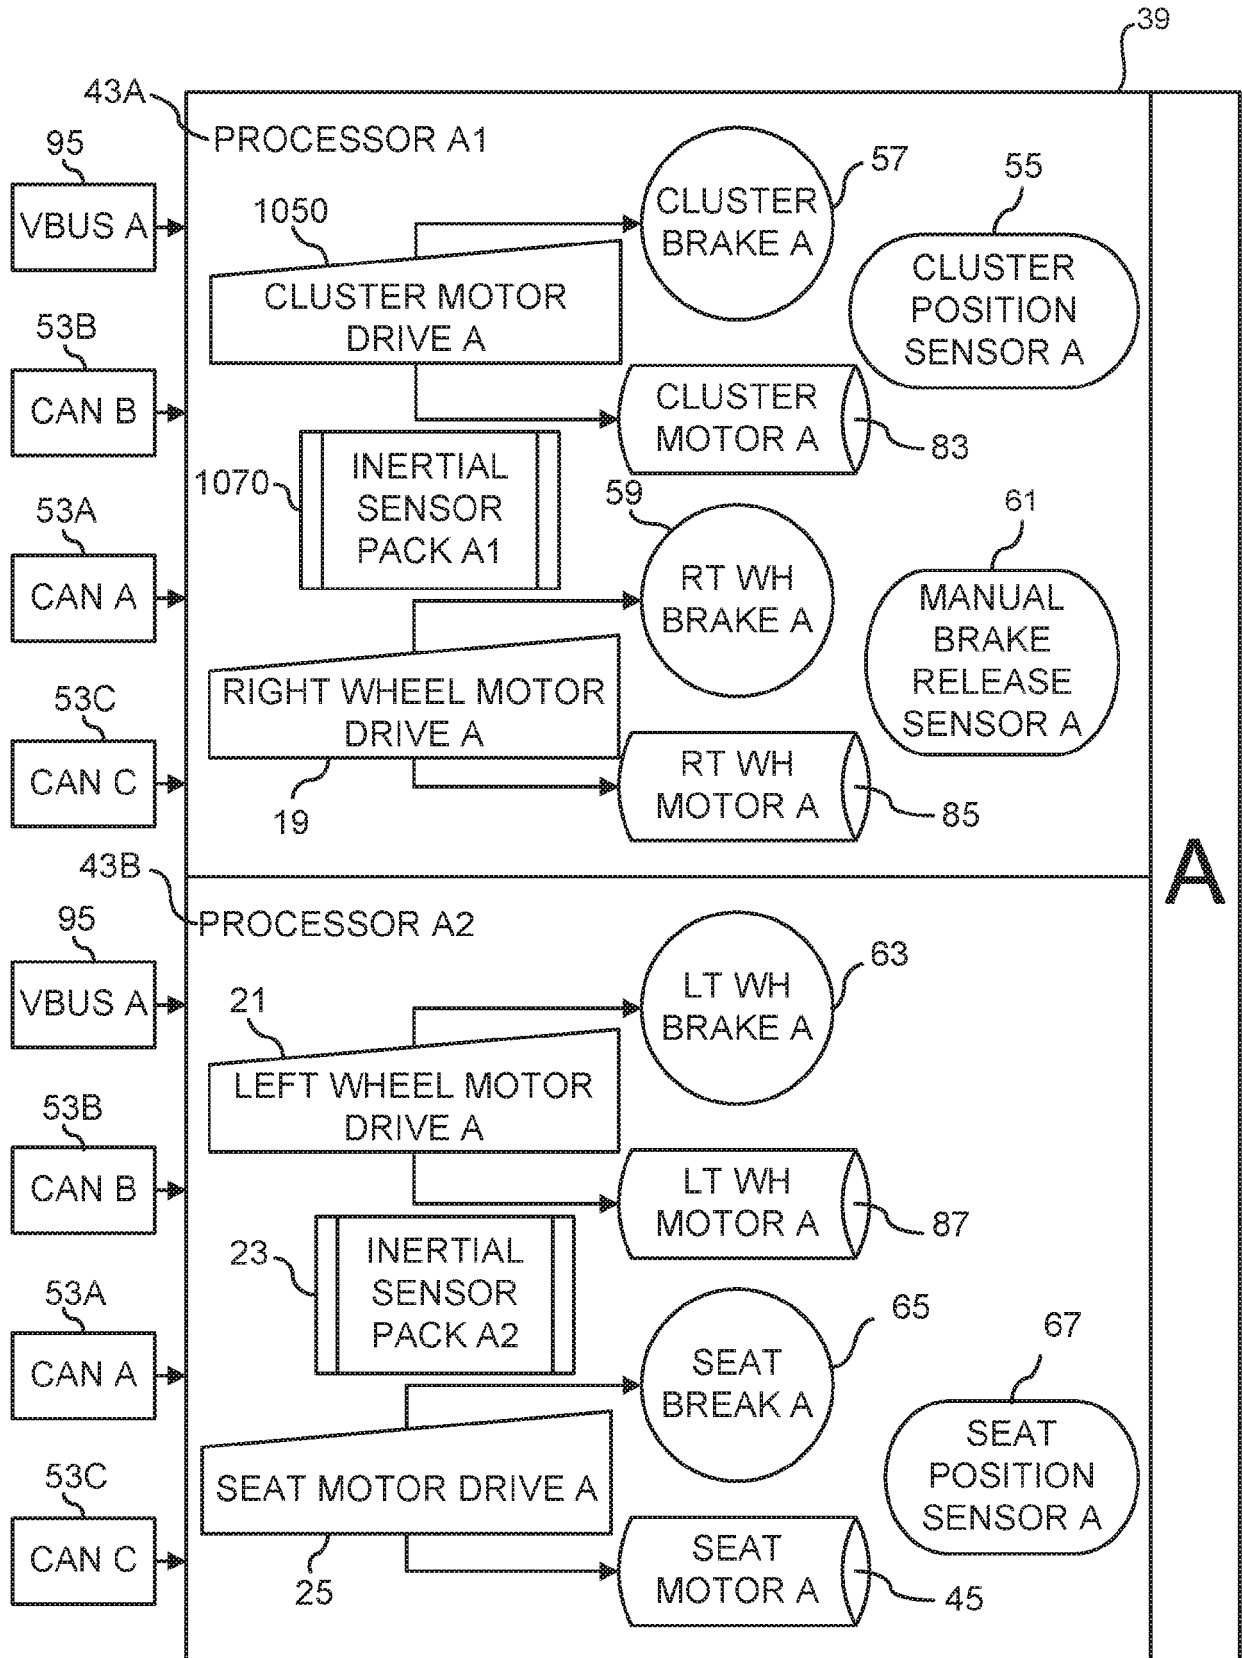 39
43A
PROCESSOR A1
95
VBUS A
1050
CLUSTER MOTOR
DRIVE A
CLUSTER
BRAKE A
57
55
CLUSTER
POSITION
SENSOR A
53B
CAN B
CLUSTER
MOTOR A
83
1070
INERTIAL
SENSOR
PACK A1
53A
CAN A
59
RT WH
BRAKE A
61
MANUAL
BRAKE
RELEASE
SENSOR A
RIGHT WHEEL MOTOR
DRIVE A
19
53C
CAN C
RT WH
MOTOR A
85
A
43B
PROCESSOR A2
95
VBUS A
21
LEFT WHEEL MOTOR
DRIVE A
LT WH
BRAKE A
63
53B
CAN B
LT WH
MOTOR A
87
23
INERTIAL
SENSOR
PACK A2
53A
CAN A
SEAT
BREAK A
65
67
SEAT
POSITION
SENSOR A
SEAT MOTOR DRIVE A
25
53C
CAN C
SEAT
MOTOR A
45